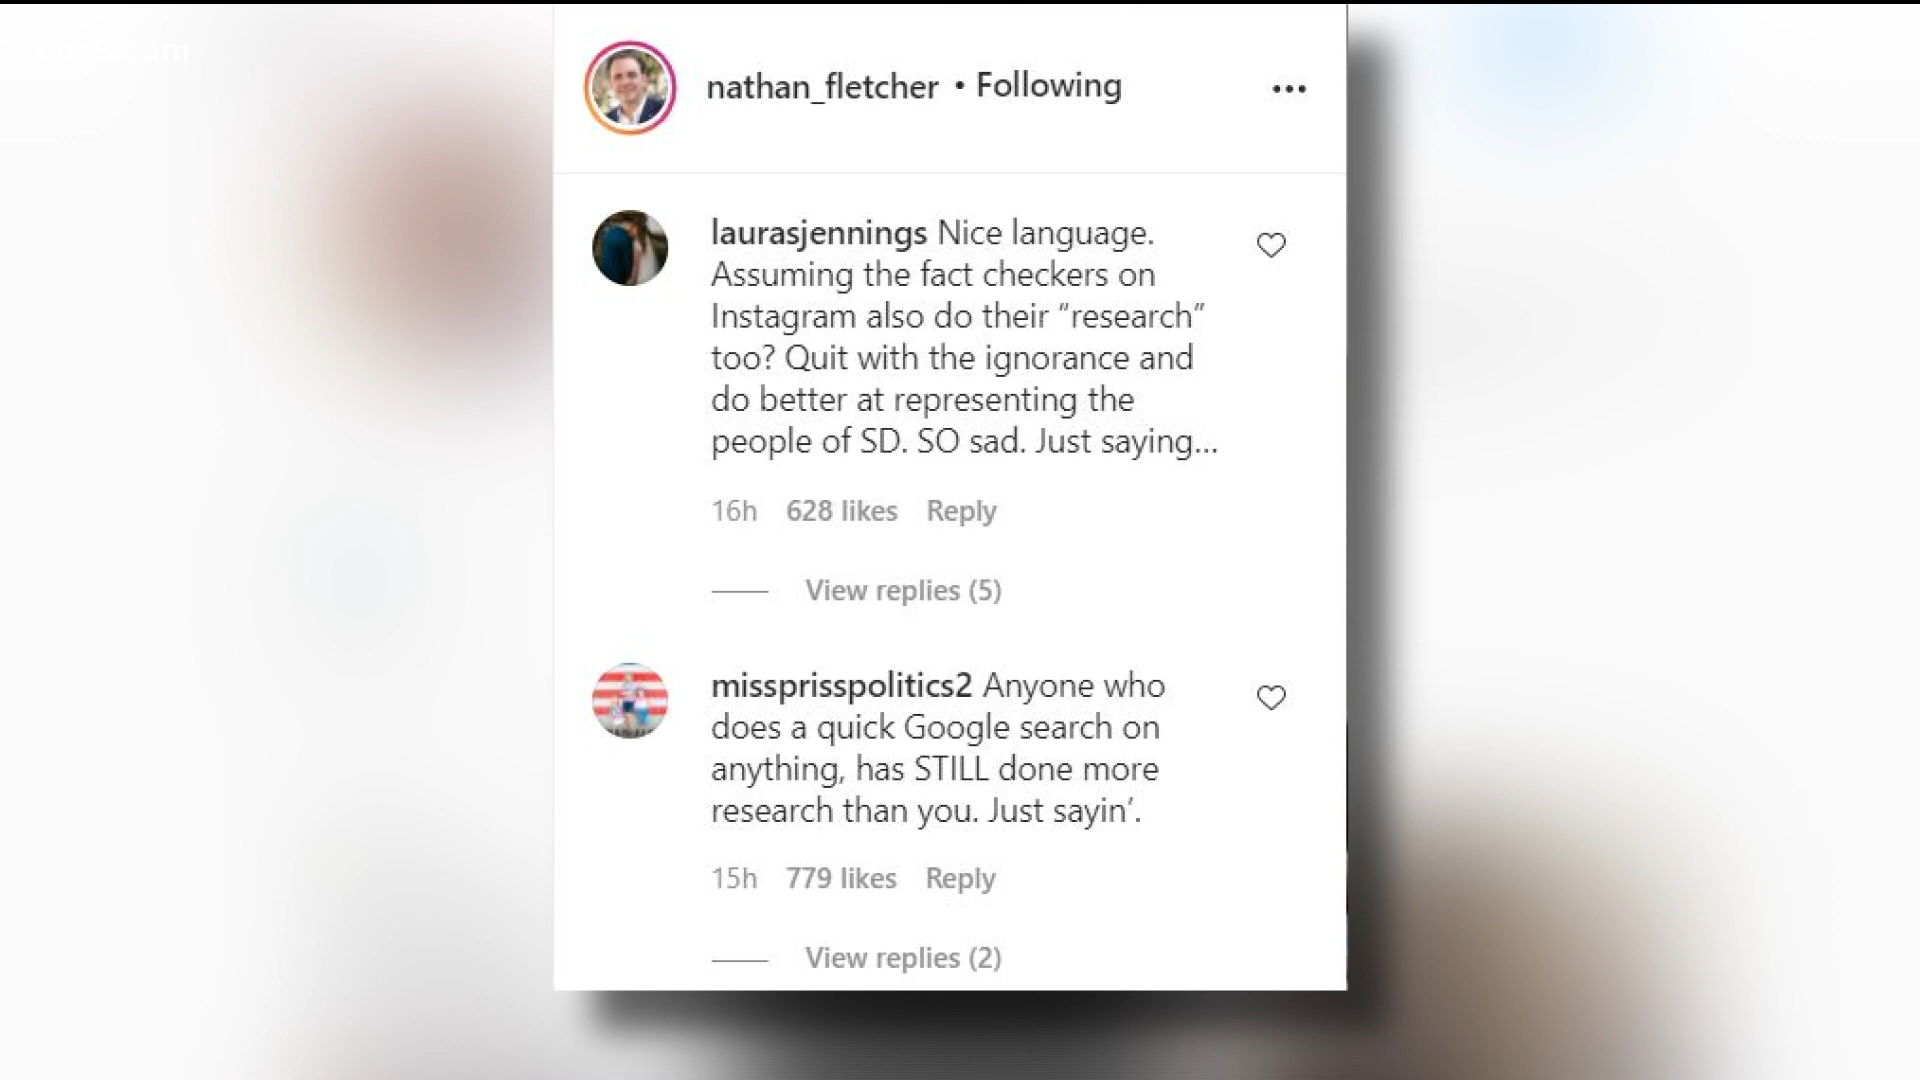 cbs8.com
nathan_fletcher • Following
laurasjennings Nice language.
Assuming the fact checkers on
Instagram also do their “research”
too? Quit with the ignorance and
do better at representing the
people of SD. SO sad. Just saying...
16h 628 likes Reply
View replies (5)
missprisspolitics2 Anyone who
does a quick Google search on
anything, has STILL done more
research than you. Just sayin’.
15h 779 likes Reply
View replies (2)